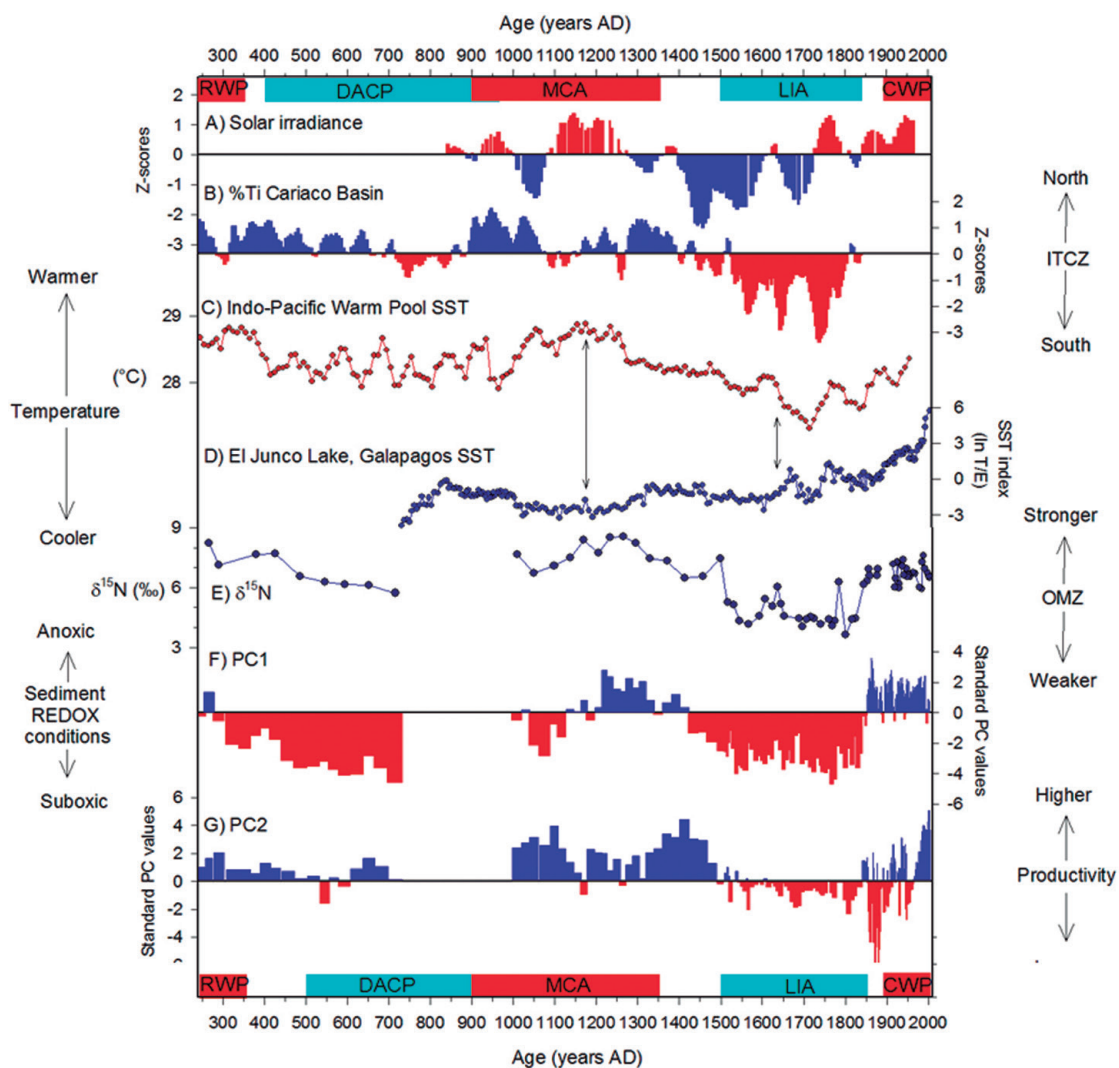 Age (years AD)
300 400 500 600 700 800 900 1000 1100 1200 1300 1400 1500 1600 1700 1800 1900 2000
RWP DACP MCA LIA CWP
2
1
0
-1
-2
-3
Z-scores
A) Solar irradiance
B) %Ti Cariaco Basin
2
1
0
-1
-2
-3
Z-scores
North
ITCZ
South
Warmer
Temperature
Cooler
C) Indo-Pacific Warm Pool SST
29
28
(°C)
D) El Junco Lake, Galapagos SST
6
3
0
-3
SST index
(ln T/E)
9
6
3
δ15N (‰)
E) δ15N
Stronger
OMZ
Weaker
Anoxic
Sediment
REDOX
conditions
Suboxic
F) PC1
4
2
0
-2
-4
-6
Standard PC values
G) PC2
6
4
2
0
-2
-4
Standard PC values
Higher
Productivity
RWP DACP MCA LIA CWP
300 400 500 600 700 800 900 1000 1100 1200 1300 1400 1500 1600 1700 1800 1900 2000
Age (years AD)